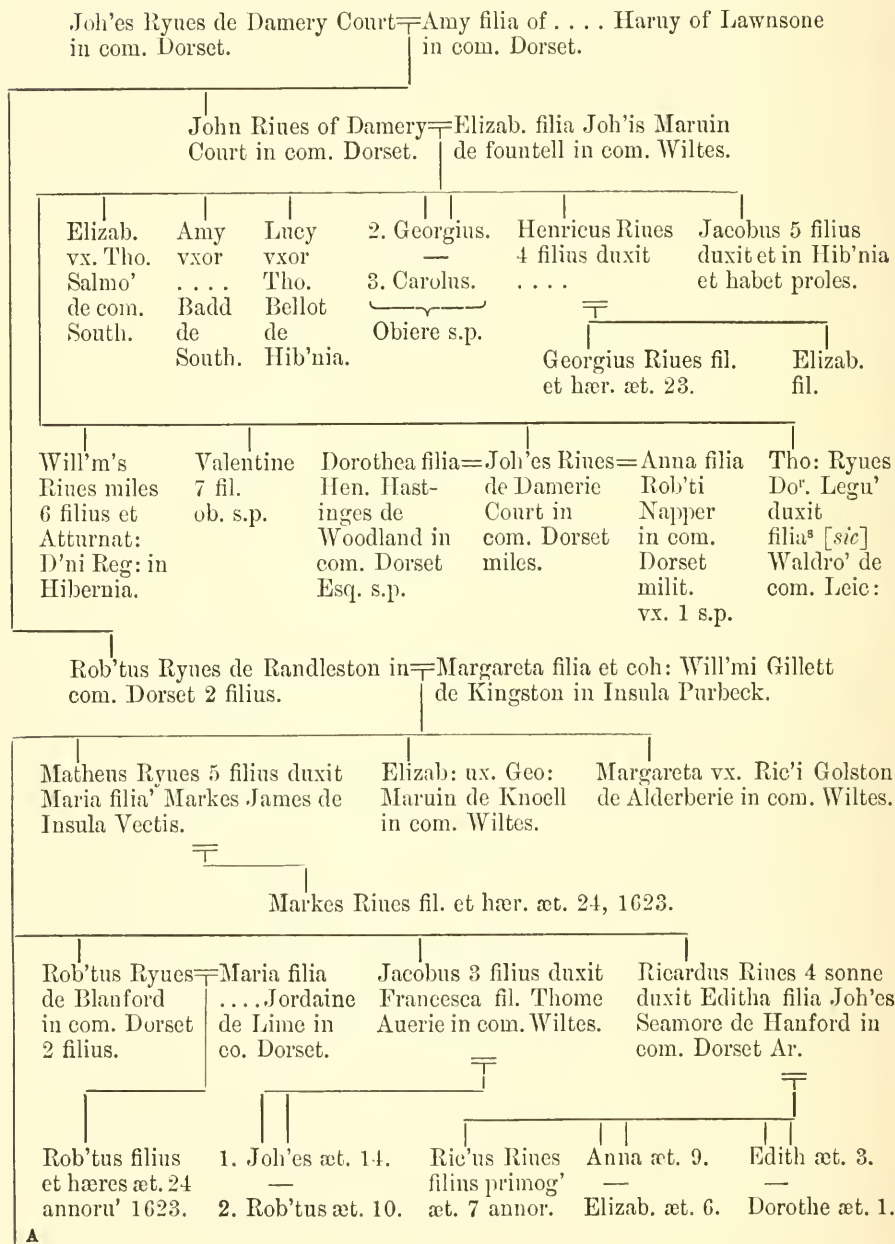 Joh'es Ryues de Damery Court
in com. Dorset.
Amy filia of . . . . Haruy of Lawnsone
in com. Dorset.
John Riues of Damery
Court in com. Dorset.
Elizab. filia Joh'is Maruin
de fountell in com. Wiltes.
Elizab.
vx. Tho.
Salmo'
de com.
South.
Amy
vxor
. . . .
Badd
de
South.
Lucy
vxor
Tho.
Bellot
de
Hib'nia.
2. Georgius.
—
3. Carolus.
Obiere s.p.
Henricus Riues
4 filius duxit
. . . .
Jacobus 5 filius
duxit et in Hib'nia
et habet proles.
Georgius Riues fil.
et hær. æt. 23.
Elizab.
fil.
Will'm's
Riues miles
6 filius et
Atturnat:
D'ni Reg: in
Hibernia.
Valentine
7 fil.
ob. s.p.
Dorothea filia
Hen. Hast-
inges de
Woodland in
com. Dorset
Esq. s.p.
Joh'es Riues
de Damerie
Court in
com. Dorset
miles.
Anna filia
Rob'ti
Napper
in com.
Dorset
milit.
vx. 1 s.p.
Tho: Ryues
Doʳ. Legu'
duxit
filiaˢ [sic]
Waldro' de
com. Leic:
Rob'tus Ryues de Randleston in
com. Dorset 2 filius.
Margareta filia et coh: Will'mi Gillett
de Kingston in Insula Purbeck.
Matheus Ryues 5 filius duxit
Maria filia' Markes James de
Insula Vectis.
Elizab: ux. Geo:
Maruin de Knoell
in com. Wiltes.
Margareta vx. Ric'i Golston
de Alderberie in com. Wiltes.
Markes Riues fil. et hær. æt. 24, 1623.
Rob'tus Ryues
de Blanford
in com. Dorset
2 filius.
Maria filia
. . . . Jordaine
de Lime in
co. Dorset.
Jacobus 3 filius duxit
Francesca fil. Thome
Auerie in com. Wiltes.
Ricardus Riues 4 sonne
duxit Editha filia Joh'es
Seamore de Hanford in
com. Dorset Ar.
Rob'tus filius
et hæres æt. 24
annoru' 1623.
1. Joh'es æt. 14.
—
2. Rob'tus æt. 10.
Ric'us Riues
filius primog'
æt. 7 annor.
Anna æt. 9.
—
Elizab. æt. 6.
Edith æt. 3.
—
Dorothe æt. 1.
A